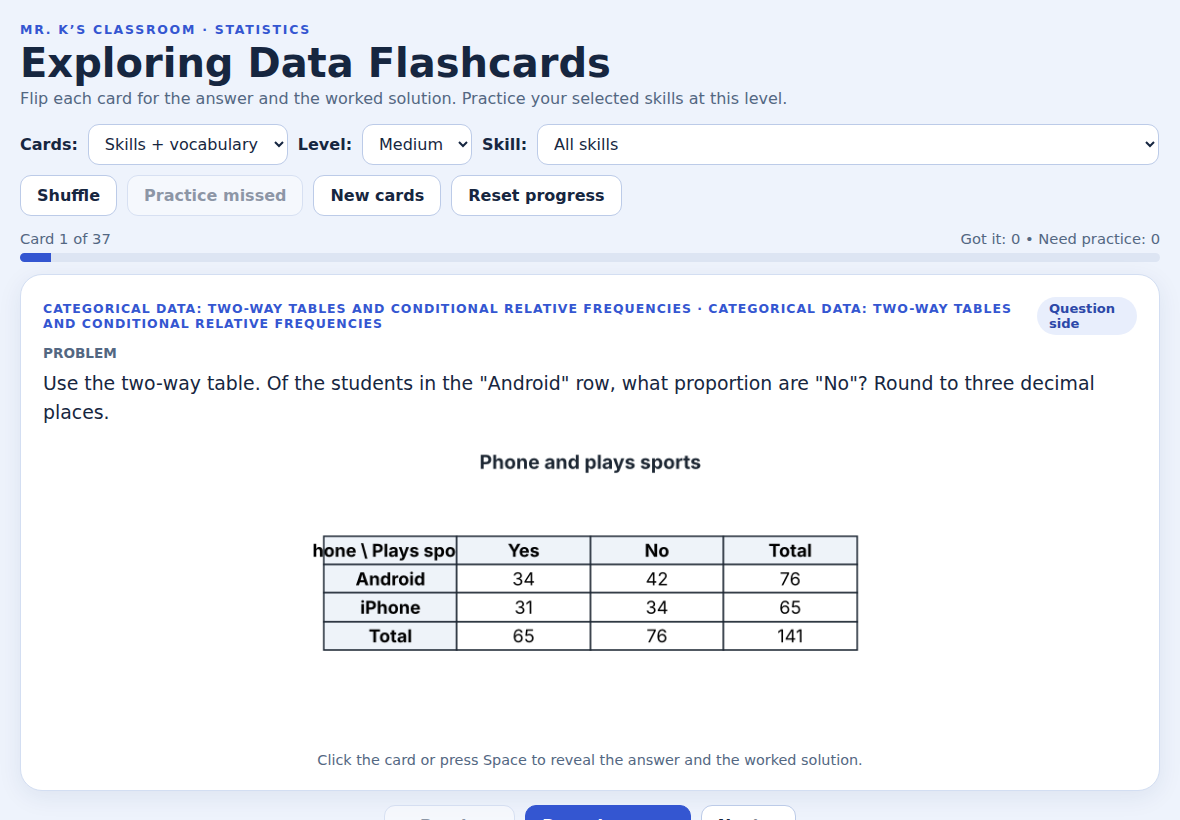 MR. K’S CLASSROOM · STATISTICS
Exploring Data Flashcards
Flip each card for the answer and the worked solution. Practice your selected skills at this level.
Cards: Skills + vocabulary Level: Medium Skill: All skills
Shuffle Practice missed New cards Reset progress
Card 1 of 37 Got it: 0 • Need practice: 0
CATEGORICAL DATA: TWO-WAY TABLES AND CONDITIONAL RELATIVE FREQUENCIES · CATEGORICAL DATA: TWO-WAY TABLES
AND CONDITIONAL RELATIVE FREQUENCIES
Question
side
PROBLEM
Use the two-way table. Of the students in the "Android" row, what proportion are "No"? Round to three decimal
places.
Phone and plays sports
hone \ Plays spo Yes No Total
Android 34 42 76
iPhone 31 34 65
Total 65 76 141
Click the card or press Space to reveal the answer and the worked solution.